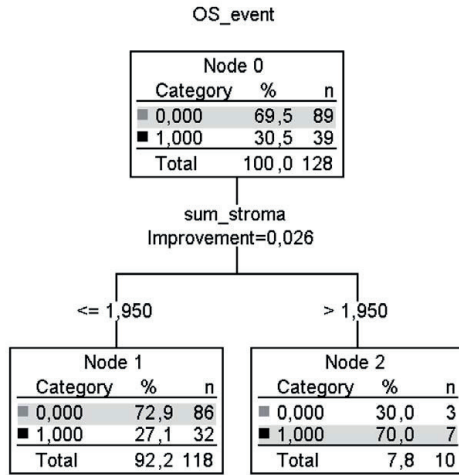 OS_event
Node 0
Category % n
0,000 69,5 89
1,000 30,5 39
Total 100,0 128
sum_stroma
Improvement=0,026
<= 1,950
> 1,950
Node 1
Category % n
0,000 72,9 86
1,000 27,1 32
Total 92,2 118
Node 2
Category % n
0,000 30,0 3
1,000 70,0 7
Total 7,8 10